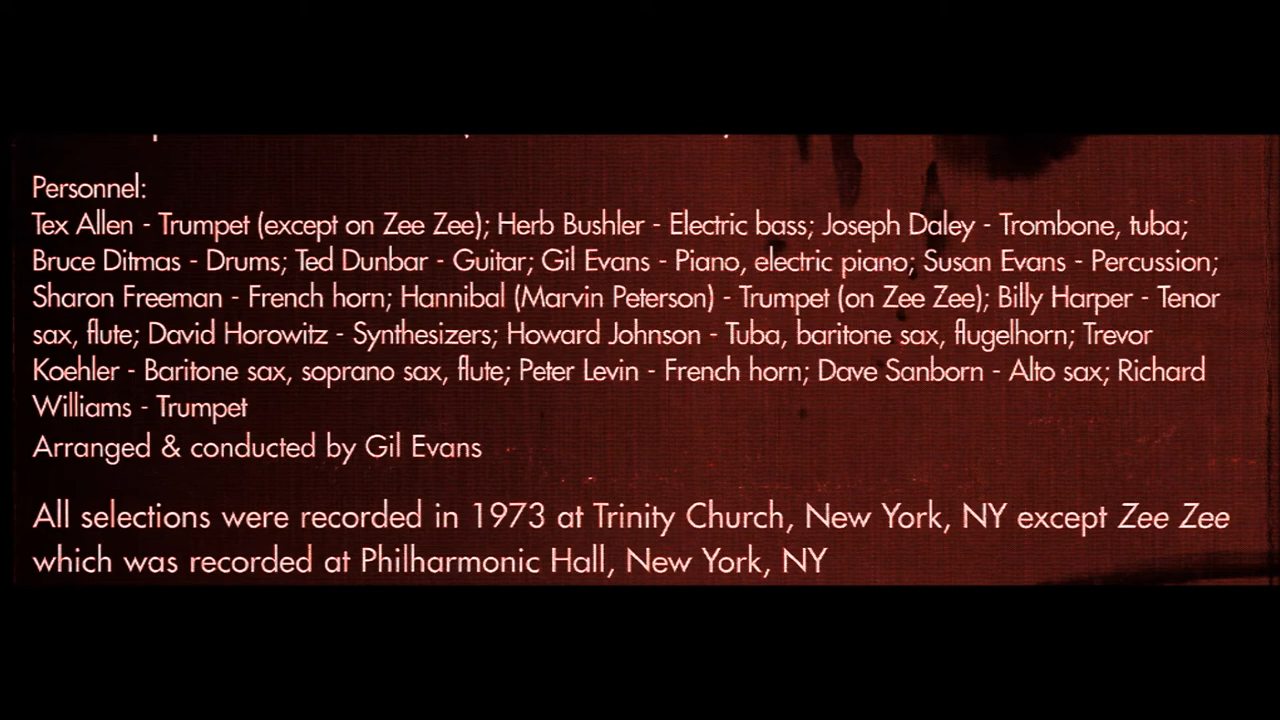 Personnel:
Tex Allen - Trumpet (except on Zee Zee); Herb Bushler - Electric bass; Joseph Daley - Trombone, tuba;
Bruce Ditmas - Drums; Ted Dunbar - Guitar; Gil Evans - Piano, electric piano; Susan Evans - Percussion;
Sharon Freeman - French horn; Hannibal (Marvin Peterson) - Trumpet (on Zee Zee); Billy Harper - Tenor
sax, flute; David Horowitz - Synthesizers; Howard Johnson - Tuba, baritone sax, flugelhorn; Trevor
Koehler - Baritone sax, soprano sax, flute; Peter Levin - French horn; Dave Sanborn - Alto sax; Richard
Williams - Trumpet
Arranged & conducted by Gil Evans
All selections were recorded in 1973 at Trinity Church, New York, NY except Zee Zee
which was recorded at Philharmonic Hall, New York, NY